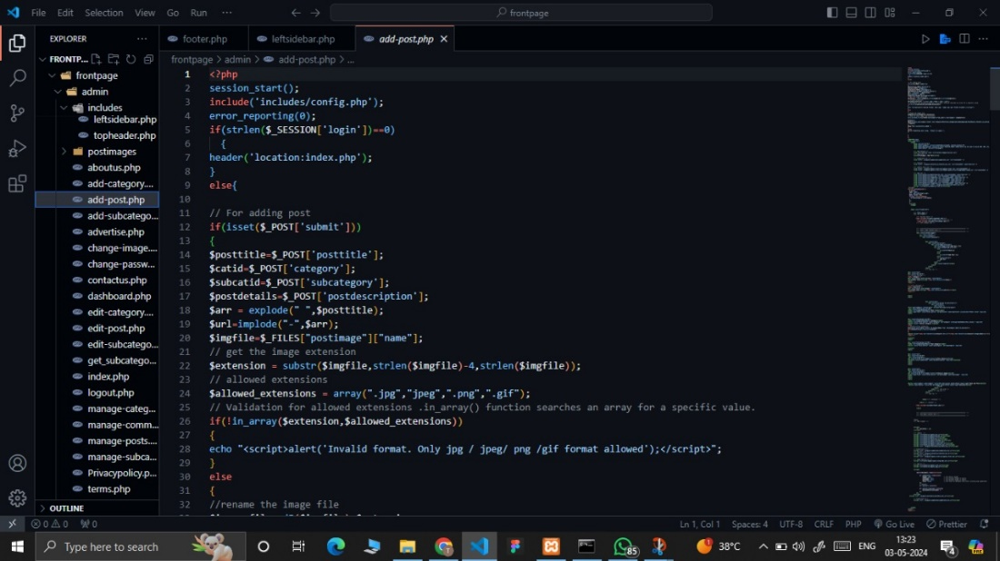 File Edit Selection View Go Run ··· frontpage
EXPLORER ···
footer.php leftsidebar.php add-post.php
FRONTP...
frontpage > admin > add-post.php > ...
frontpage
admin
includes
leftsidebar.php
topheader.php
postimages
aboutus.php
add-category....
add-post.php
add-subcatego...
advertise.php
change-image....
change-passw...
contactus.php
dashboard.php
edit-category....
edit-post.php
edit-subcatego...
get_subcatego...
index.php
logout.php
manage-categ...
manage-comm...
manage-posts....
manage-subca...
Privacypolicy.p...
terms.php
OUTLINE
1 <?php
2 session_start();
3 include('includes/config.php');
4 error_reporting(0);
5 if(strlen($_SESSION['login'])==0)
6 {
7 header('location:index.php');
8 }
9 else{
10
11 // For adding post
12 if(isset($_POST['submit']))
13 {
14 $posttitle=$_POST['posttitle'];
15 $catid=$_POST['category'];
16 $subcatid=$_POST['subcategory'];
17 $postdetails=$_POST['postdescription'];
18 $arr = explode(" ",$posttitle);
19 $url=implode("-",$arr);
20 $imgfile=$_FILES["postimage"]["name"];
21 // get the image extension
22 $extension = substr($imgfile,strlen($imgfile)-4,strlen($imgfile));
23 // allowed extensions
24 $allowed_extensions = array(".jpg","jpeg",".png",".gif");
25 // Validation for allowed extensions .in_array() function searches an array for a specific value.
26 if(!in_array($extension,$allowed_extensions))
27 {
28 echo "<script>alert('Invalid format. Only jpg / jpeg/ png /gif format allowed');</script>";
29 }
30 else
31 {
32 //rename the image file
0 0 0 Ln 1, Col 1 Spaces: 4 UTF-8 CRLF PHP Go Live Prettier
Type here to search 85 1 38°C ENG 13:23 4
03-05-2024